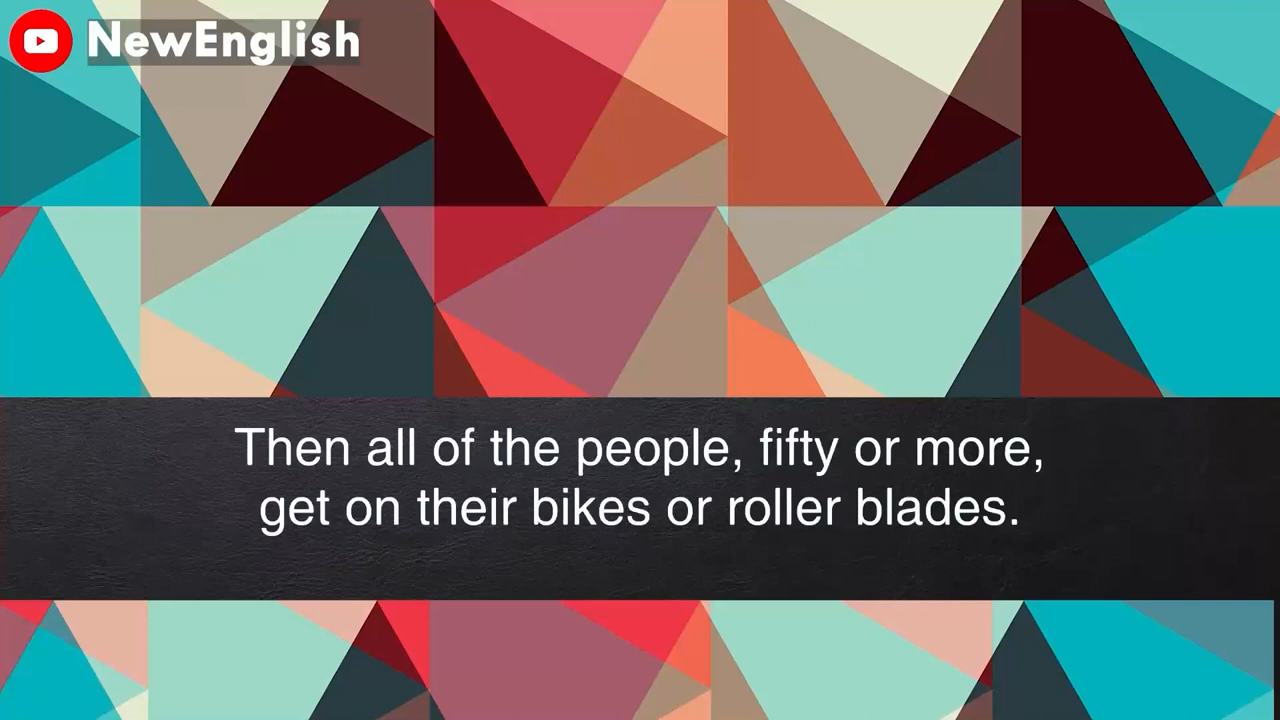 NewEnglish
Then all of the people, fifty or more,
get on their bikes or roller blades.